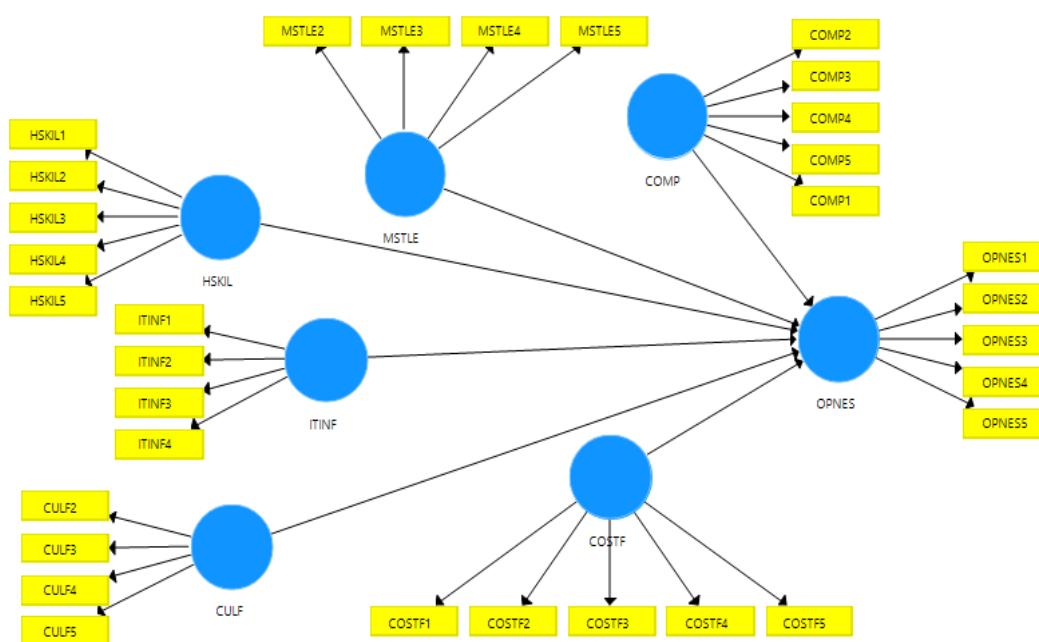 MSTLE2
MSTLE3
MSTLE4
MSTLE5
COMP2
COMP3
COMP4
COMP5
COMP1
COMP
HSKIL1
HSKIL2
HSKIL3
HSKIL4
HSKIL5
MSTLE
HSKIL
OPNES1
OPNES2
OPNES3
OPNES4
OPNES5
OPNES
ITINF1
ITINF2
ITINF3
ITINF4
ITINF
CULF2
CULF3
CULF4
CULF5
CULF
COSTF
COSTF1
COSTF2
COSTF3
COSTF4
COSTF5